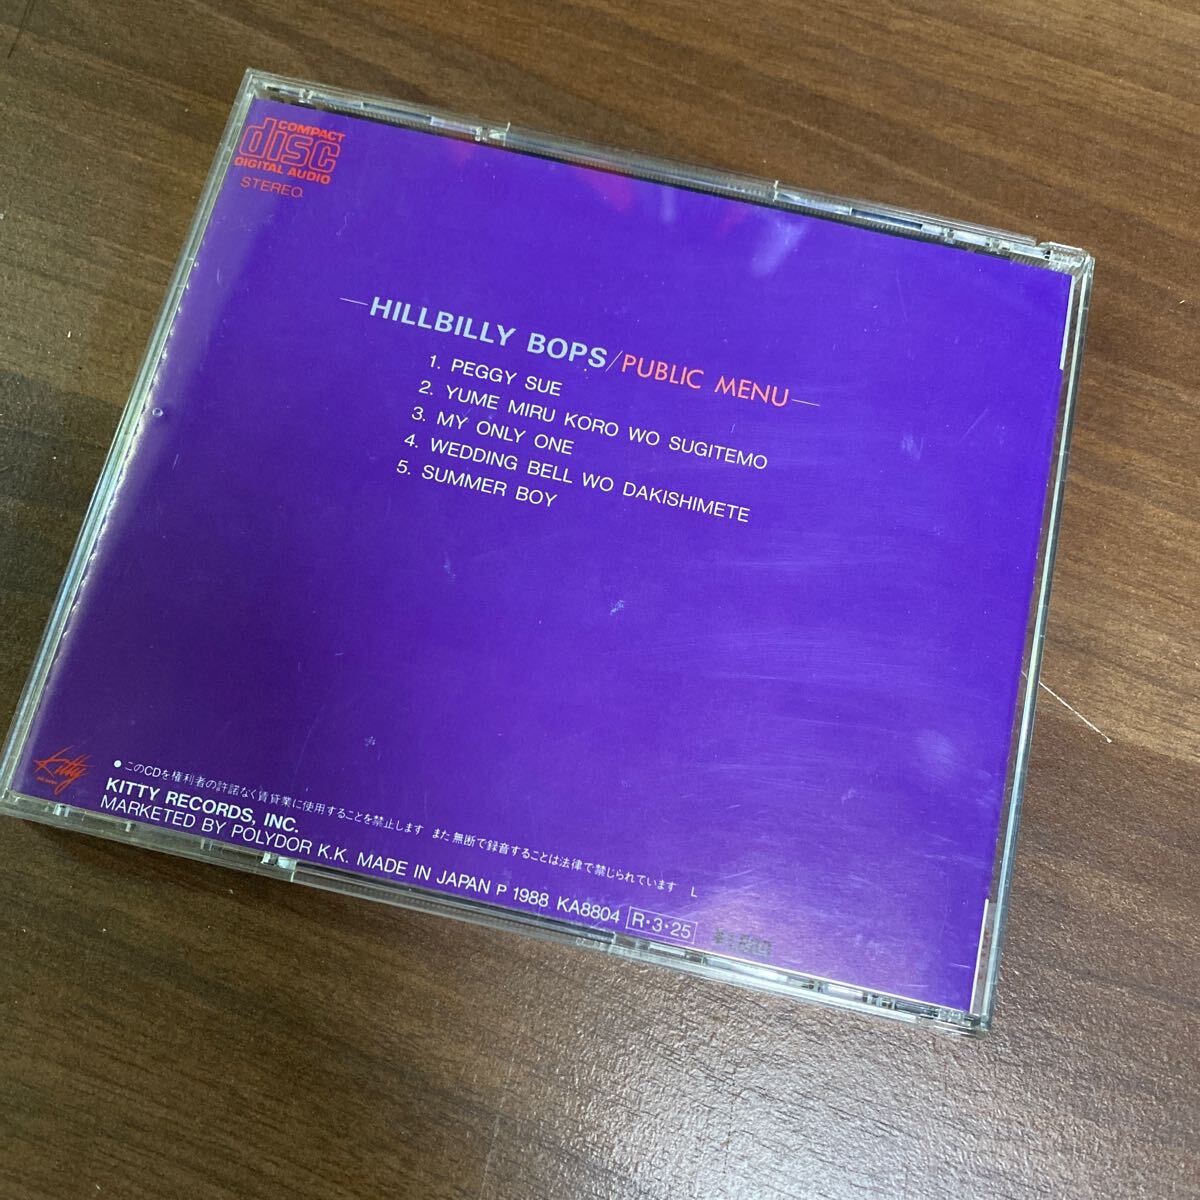 COMPACT
disc
DIGITAL AUDIO
STEREO
HILLBILLY BOPS/PUBLIC MENU
1. PEGGY SUE
2. YUME MIRU KORO WO SUGITEMO
3. MY ONLY ONE
4. WEDDING BELL WO DAKISHIMETE
5. SUMMER BOY
Kitty
●このCDを権利者の許諾なく賃貸業に使用することを禁止します また無断で録音することは法律で禁じられています L
KITTY RECORDS, INC.
MARKETED BY POLYDOR K.K. MADE IN JAPAN P 1988 KA8804 R・3・25